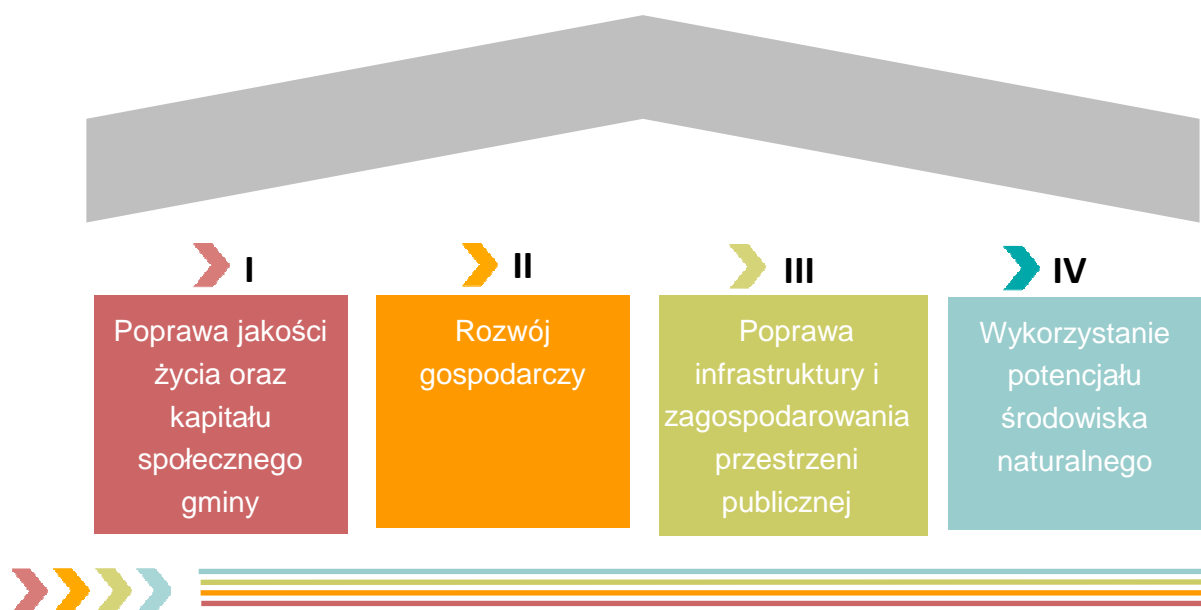 I
Poprawa jakości
życia oraz
kapitału
społecznego
gminy
II
Rozwój
gospodarczy
III
Poprawa
infrastruktury i
zagospodarowania
przestrzeni
publicznej
IV
Wykorzystanie
potencjału
środowiska
naturalnego